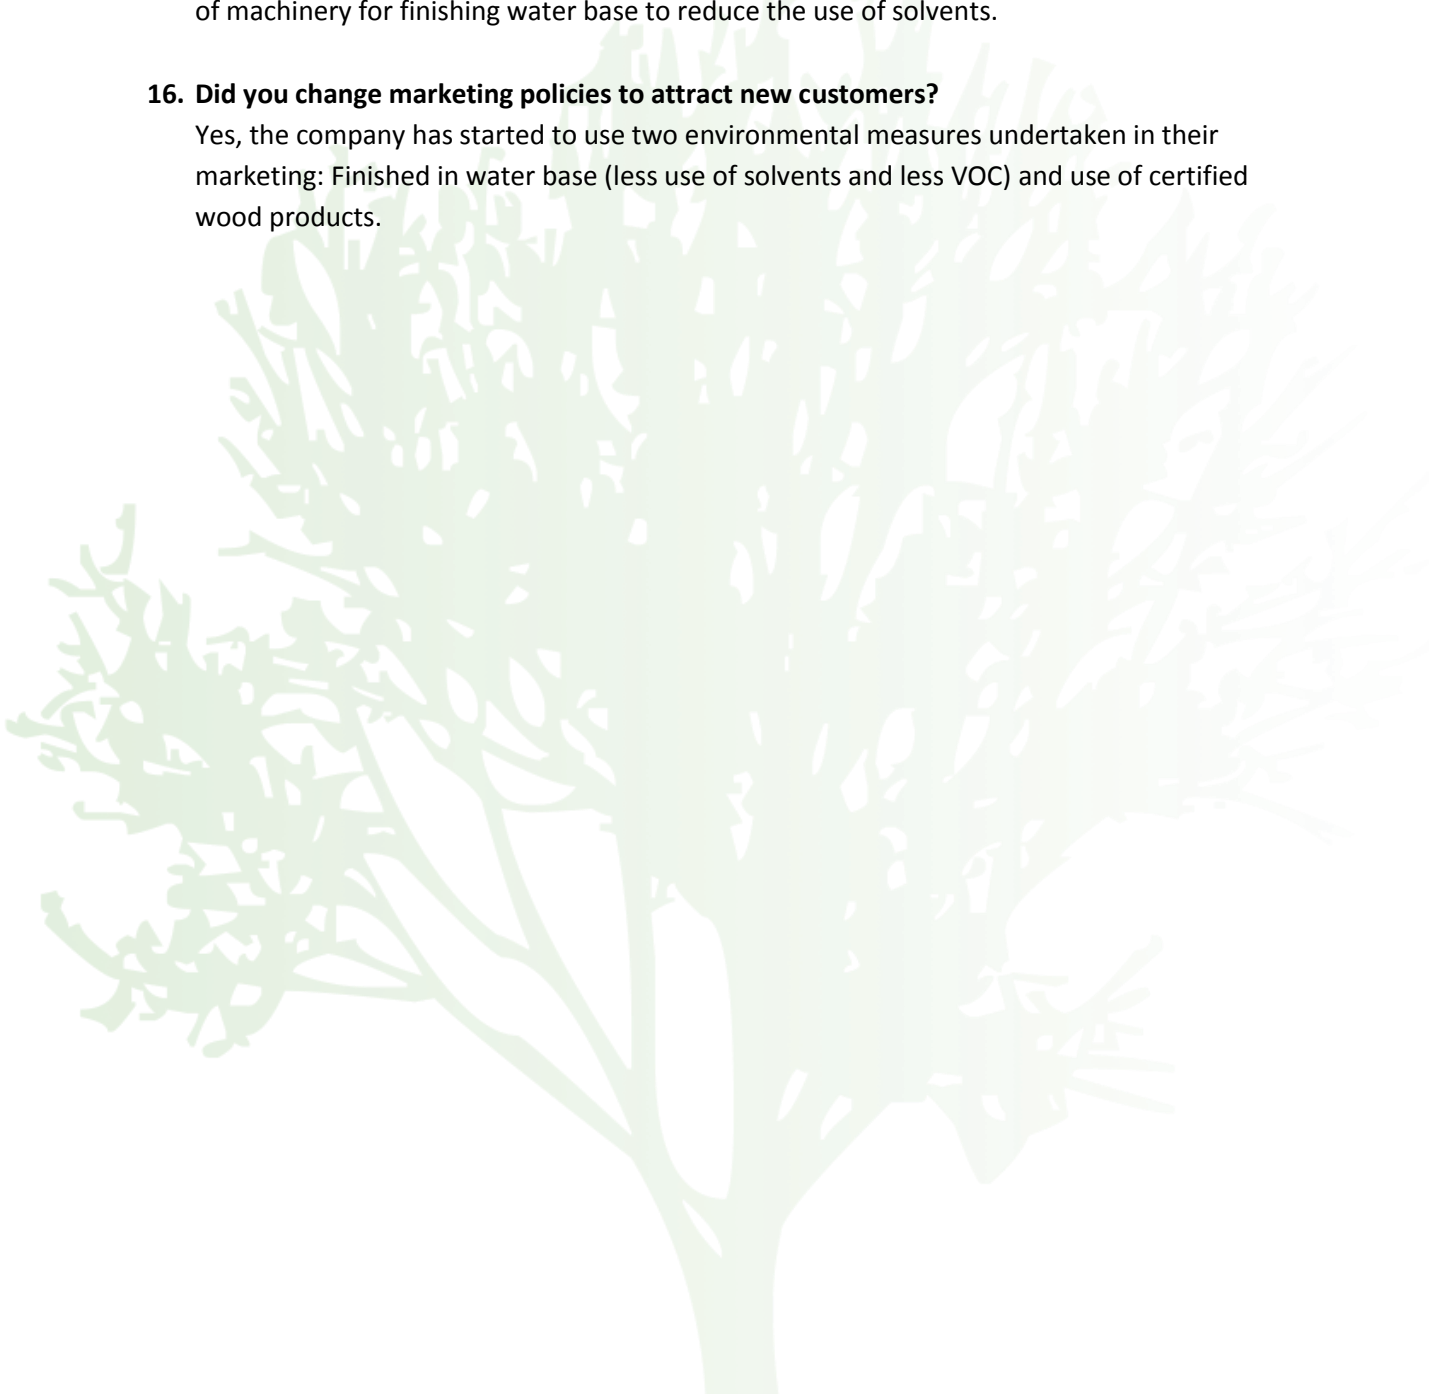 of machinery for finishing water base to reduce the use of solvents.
16. Did you change marketing policies to attract new customers?
Yes, the company has started to use two environmental measures undertaken in their
marketing: Finished in water base (less use of solvents and less VOC) and use of certified
wood products.